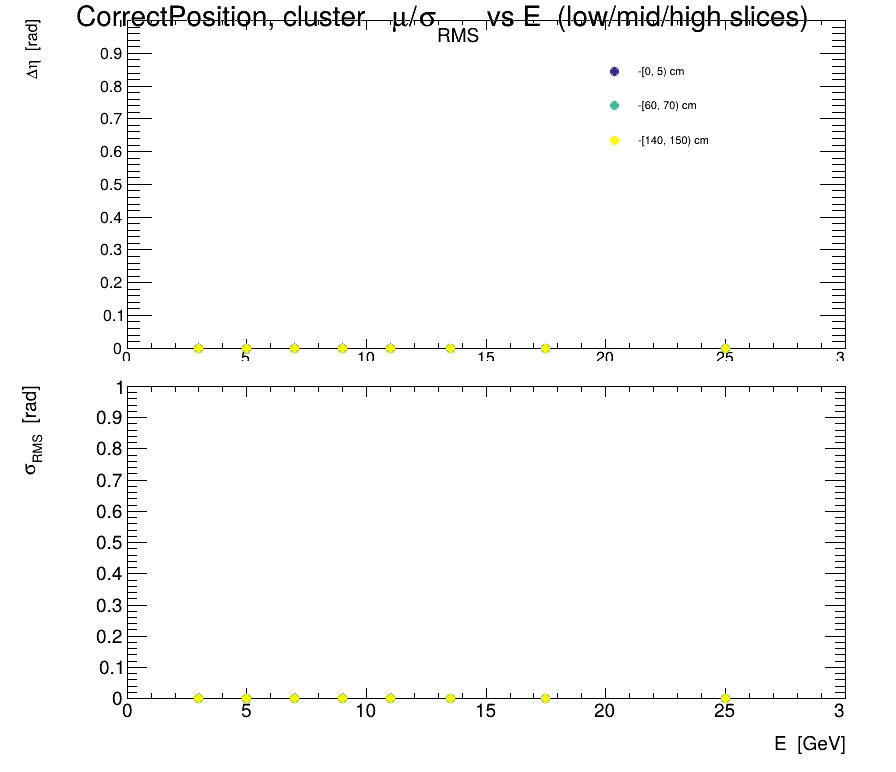 CorrectPosition, cluster μ/σRMS vs E (low/mid/high slices)
Δη [rad]
0.9
0.8
0.7
0.6
0.5
0.4
0.3
0.2
0.1
0
-[0, 5) cm
-[60, 70) cm
-[140, 150) cm
0 5 10 15 20 25 3
σRMS [rad]
1
0.9
0.8
0.7
0.6
0.5
0.4
0.3
0.2
0.1
0
0 5 10 15 20 25 3
E [GeV]